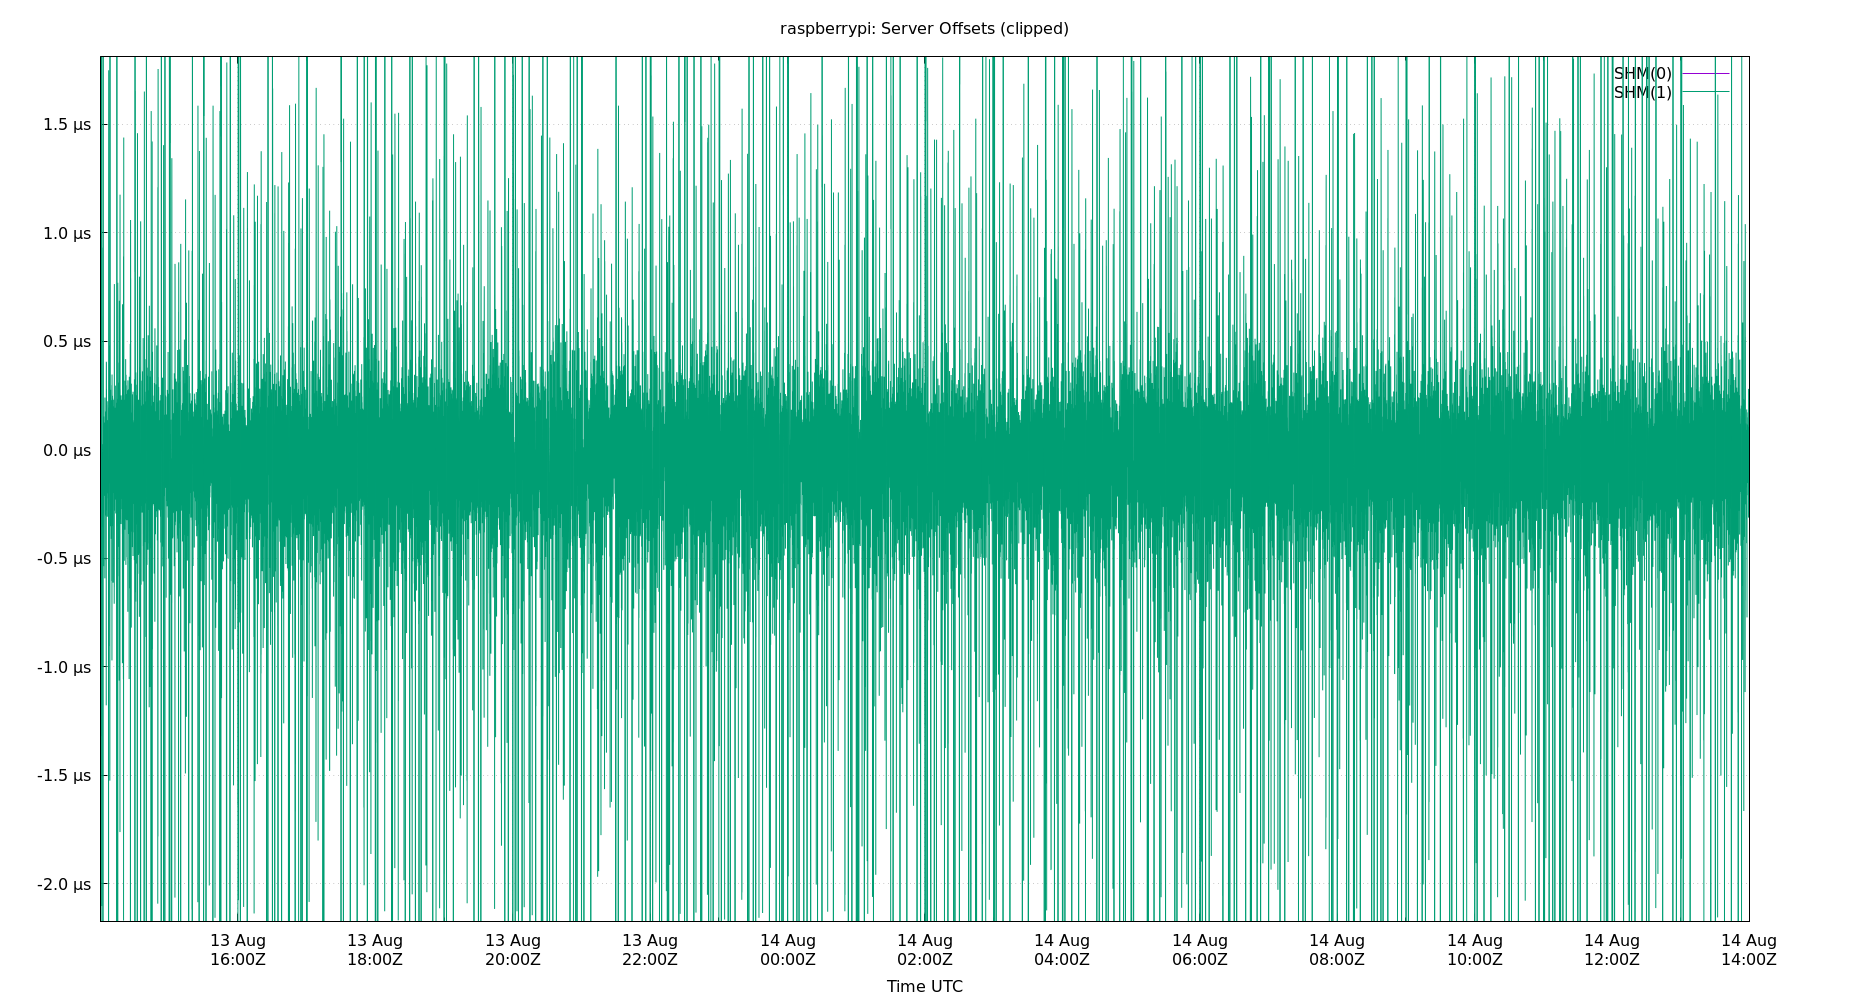 raspberrypi: Server Offsets (clipped)
SHM(0)
SHM(1)
1.5 µs
1.0 µs
0.5 µs
0.0 µs
-0.5 µs
-1.0 µs
-1.5 µs
-2.0 µs
13 Aug 13 Aug 13 Aug 13 Aug 14 Aug 14 Aug 14 Aug 14 Aug 14 Aug 14 Aug 14 Aug 14 Aug
16:00Z 18:00Z 20:00Z 22:00Z 00:00Z 02:00Z 04:00Z 06:00Z 08:00Z 10:00Z 12:00Z 14:00Z
Time UTC